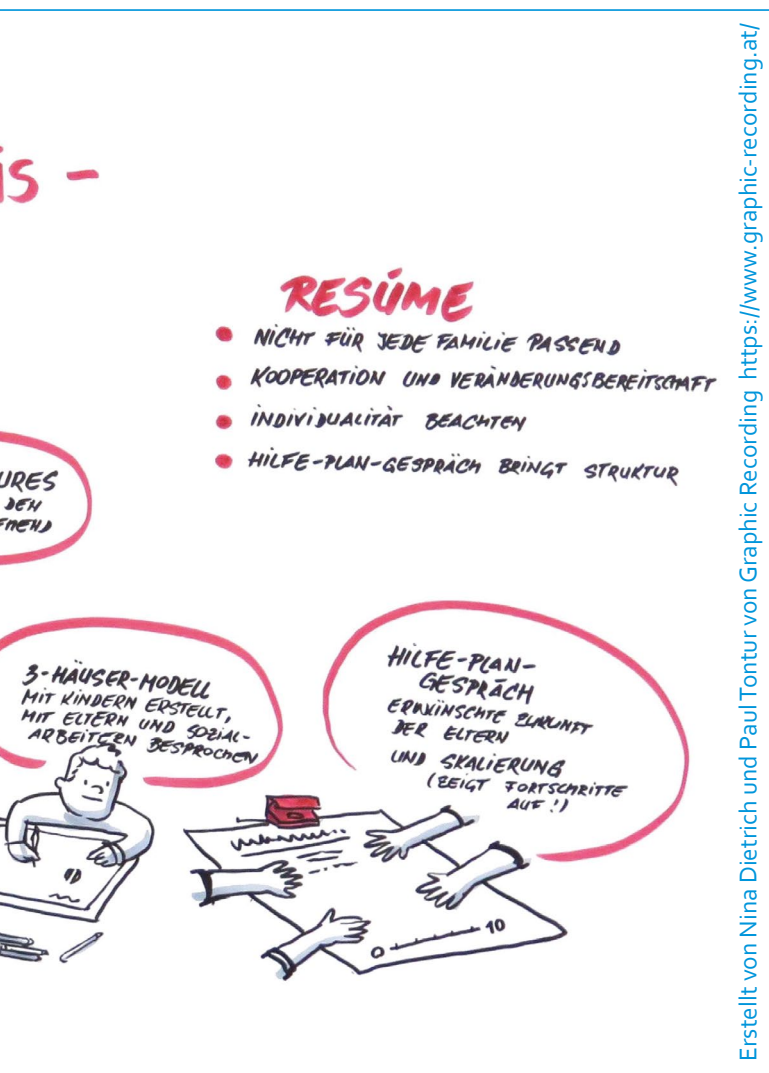 is -
RESÚME
NICHT FÜR JEDE FAMILIE PASSEND
KOOPERATION UND VERÄNDERUNGSBEREITSCHAFT
INDIVIDUALITÄT BEACHTEN
HILFE-PLAN-GESPRÄCH BRINGT STRUKTUR
URES
DEN
EMEND
3-HÄUSER-MODELL
MIT KINDERN ERSTELLT,
MIT ELTERN UND SOZIAL-
ARBEITERN BESPROCHEN
HILFE-PLAN-
GESPRÄCH
ERWÜNSCHTE ZUKUNFT
DER ELTERN
UND SKALIERUNG
(ZEIGT FORTSCHRITTE
AUF!)
0 10
Erstellt von Nina Dietrich und Paul Tontur von Graphic Recording https://www.graphic-recording.at/